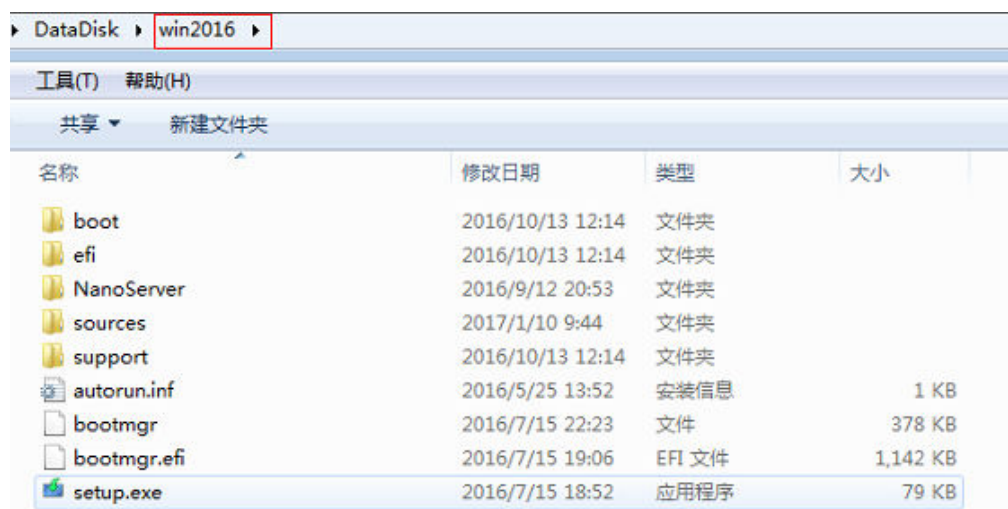 DataDisk win2016
工具(T) 帮助(H)
共享 新建文件夹
名称 修改日期 类型 大小
boot 2016/10/13 12:14 文件夹
efi 2016/10/13 12:14 文件夹
NanoServer 2016/9/12 20:53 文件夹
sources 2017/1/10 9:44 文件夹
support 2016/10/13 12:14 文件夹
autorun.inf 2016/5/25 13:52 安装信息 1 KB
bootmgr 2016/7/15 22:23 文件 378 KB
bootmgr.efi 2016/7/15 19:06 EFI 文件 1,142 KB
setup.exe 2016/7/15 18:52 应用程序 79 KB